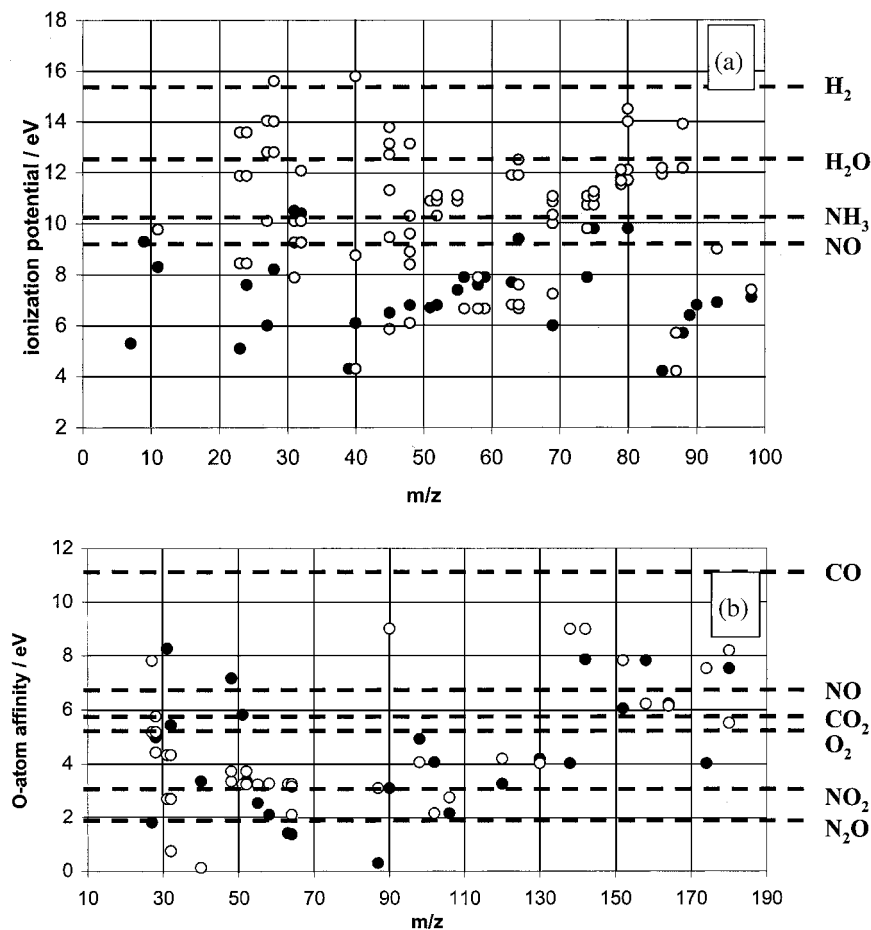 18
16
14
12
10
8
6
4
2
ionization potential / eV
(a)
H₂
H₂O
NH₃
NO
0 10 20 30 40 50 60 70 80 90 100
m/z
12
10
8
6
4
2
0
O-atom affinity / eV
(b)
CO
NO
CO₂
O₂
NO₂
N₂O
10 30 50 70 90 110 130 150 170 190
m/z